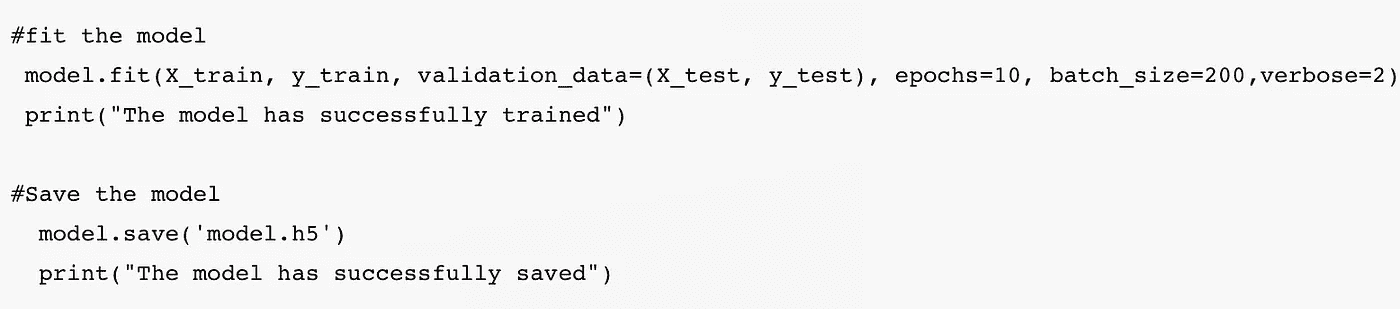 #fit the model
 model.fit(X_train, y_train, validation_data=(X_test, y_test), epochs=10, batch_size=200,verbose=2)
 print("The model has successfully trained")

#Save the model
  model.save('model.h5')
  print("The model has successfully saved")